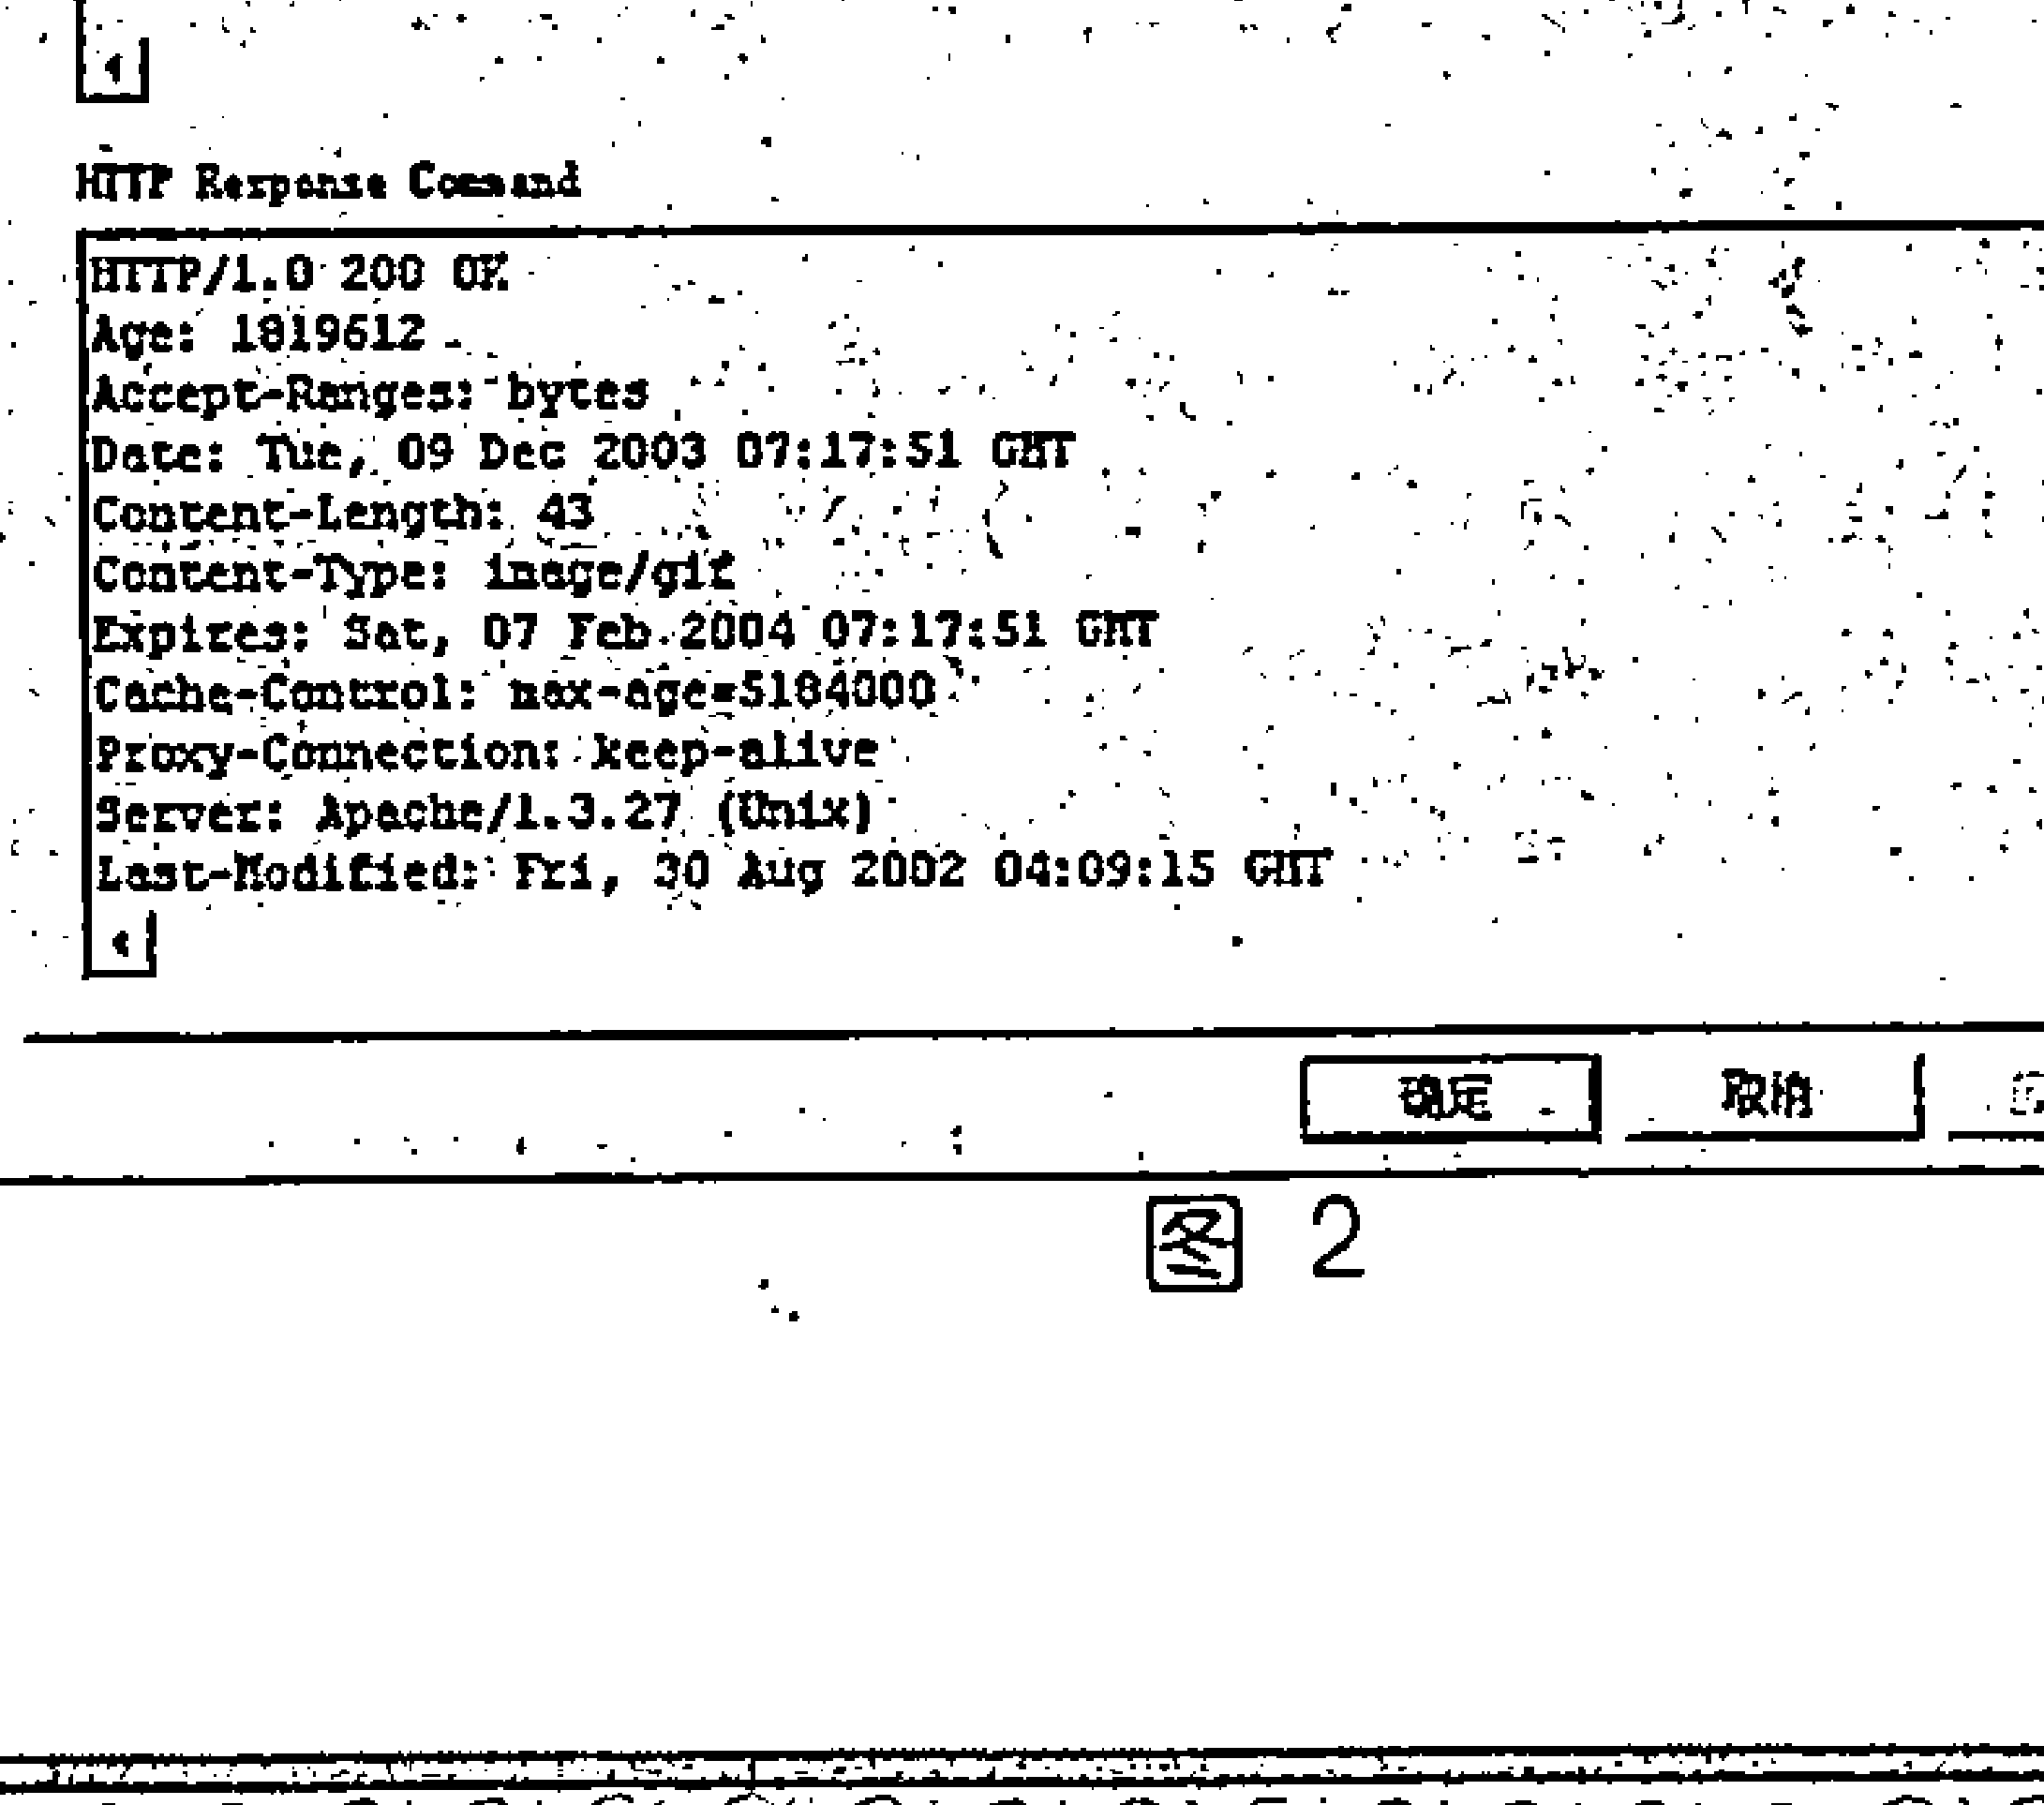 HTTP Response Command
HTTP/1.0 200 OK
Age: 1819612
Accept-Ranges: bytes
Date: Tue, 09 Dec 2003 07:17:51 GMT
Content-Length: 43
Content-Type: image/gif
Expires: Sat, 07 Feb 2004 07:17:51 GMT
Cache-Control: max-age=5184000
Proxy-Connection: keep-alive
Server: Apache/1.3.27 (Unix)
Last-Modified: Fri, 30 Aug 2002 04:09:15 GMT
确定 取消
图 2